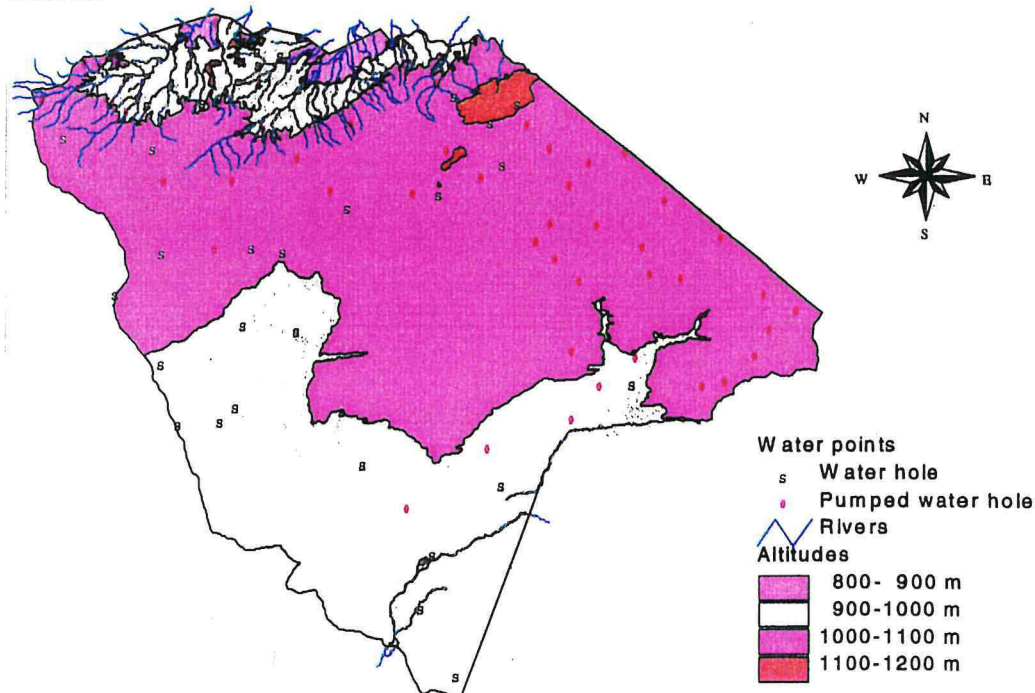 N
W E
S
Water points
s Water hole
Pumped water hole
Rivers
Altitudes
800- 900 m
900-1000 m
1000-1100 m
1100-1200 m